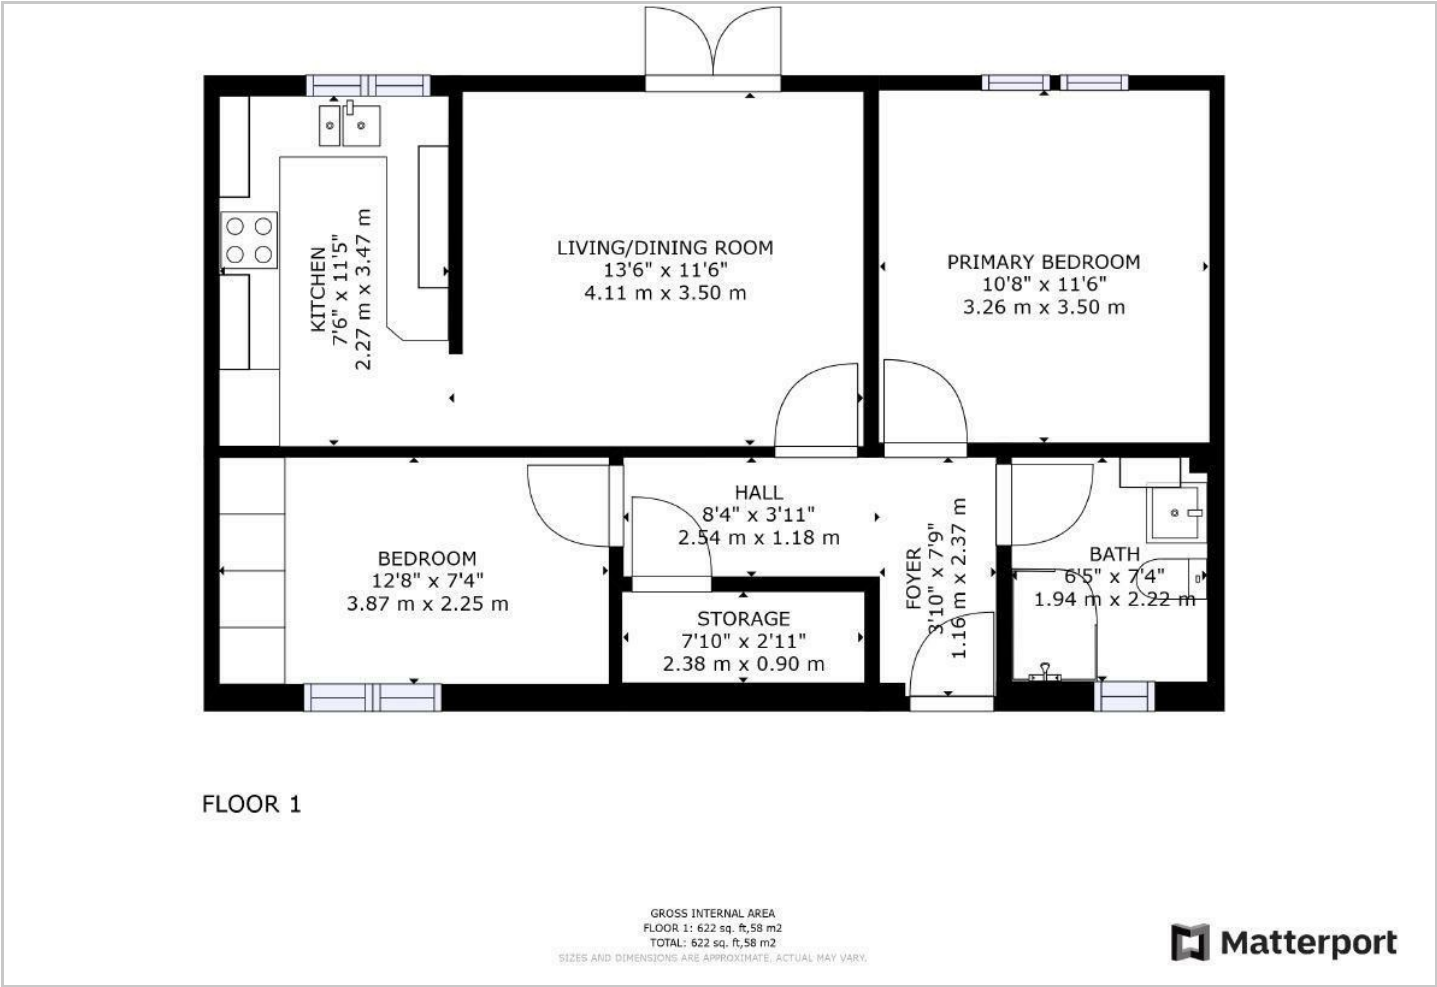 KITCHEN
7'6" x 11'5"
2.27 m x 3.47 m
LIVING/DINING ROOM
13'6" x 11'6"
4.11 m x 3.50 m
PRIMARY BEDROOM
10'8" x 11'6"
3.26 m x 3.50 m
BEDROOM
12'8" x 7'4"
3.87 m x 2.25 m
HALL
8'4" x 3'11"
2.54 m x 1.18 m
STORAGE
7'10" x 2'11"
2.38 m x 0.90 m
FOYER
3'10" x 7'9"
1.16 m x 2.37 m
BATH
6'5" x 7'4"
1.94 m x 2.22 m
FLOOR 1
GROSS INTERNAL AREA
FLOOR 1: 622 sq. ft,58 m2
TOTAL: 622 sq. ft,58 m2
SIZES AND DIMENSIONS ARE APPROXIMATE, ACTUAL MAY VARY.
Matterport